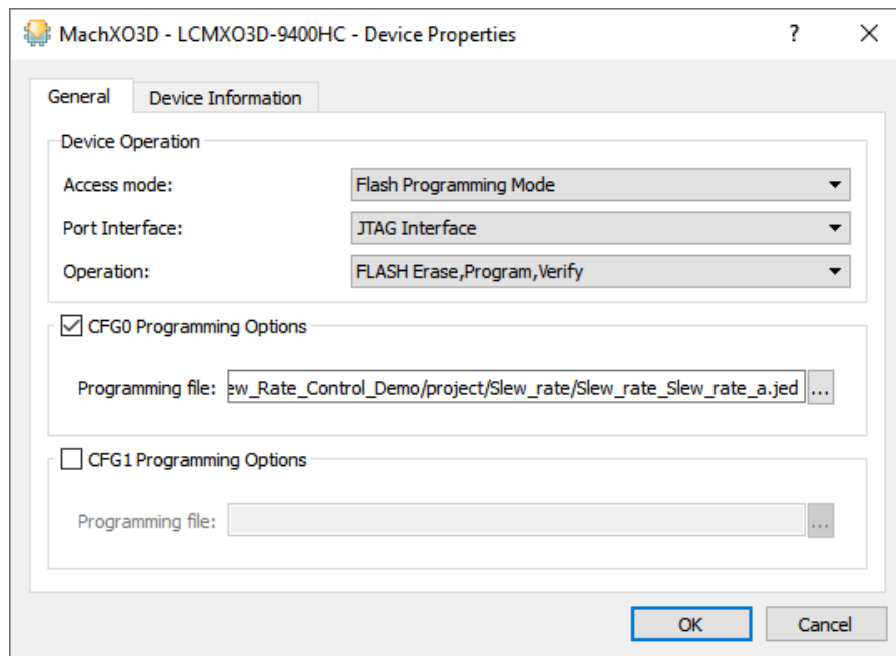 MachXO3D - LCMXO3D-9400HC - Device Properties ?
General Device Information
Device Operation
Access mode: Flash Programming Mode
Port Interface: JTAG Interface
Operation: FLASH Erase,Program,Verify
CFG0 Programming Options
Programming file: ew_Rate_Control_Demo/project/Slew_rate/Slew_rate_Slew_rate_a.jed ...
CFG1 Programming Options
Programming file: ...
OK Cancel